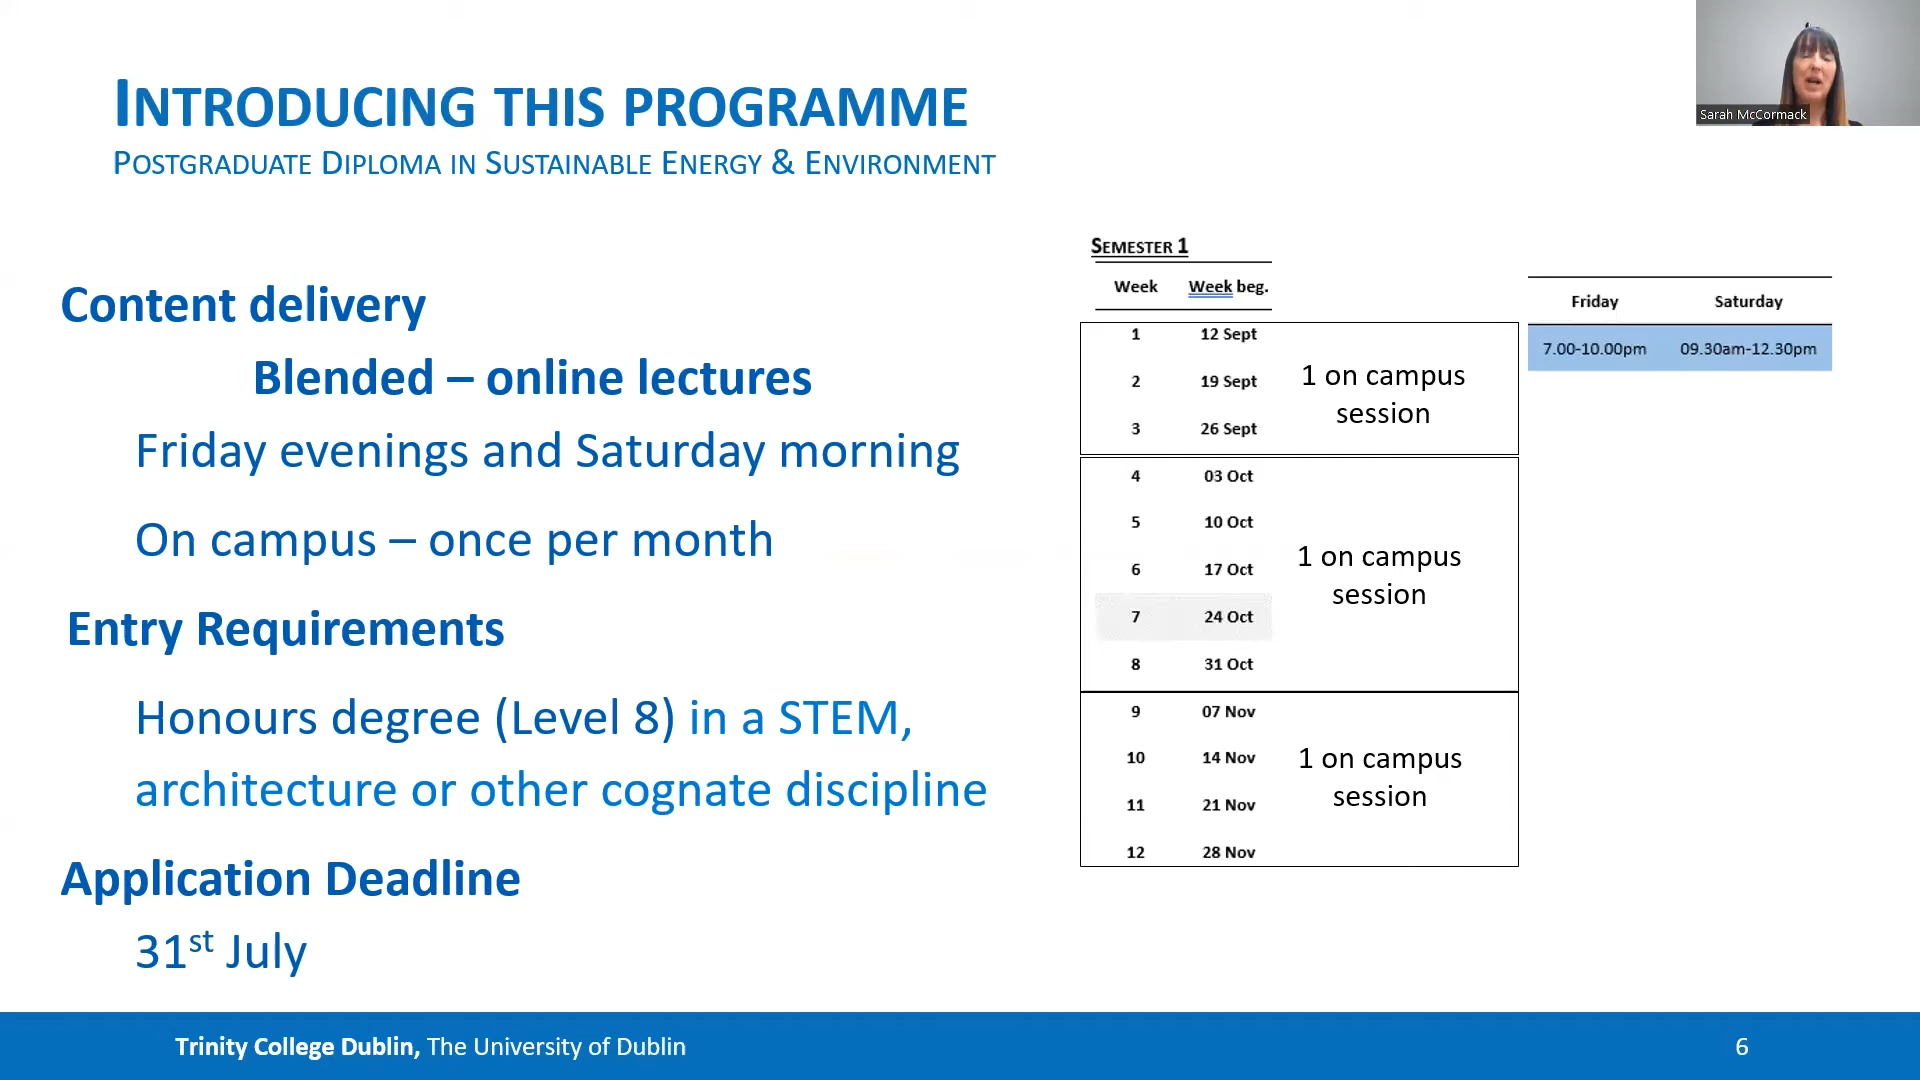 INTRODUCING THIS PROGRAMME
POSTGRADUATE DIPLOMA IN SUSTAINABLE ENERGY & ENVIRONMENT
Sarah McCormack
Content delivery
Blended – online lectures
Friday evenings and Saturday morning
On campus – once per month
Entry Requirements
Honours degree (Level 8) in a STEM,
architecture or other cognate discipline
Application Deadline
31st July
SEMESTER 1
Week Week beg.
1 12 Sept
2 19 Sept
3 26 Sept
1 on campus
session
4 03 Oct
5 10 Oct
6 17 Oct
7 24 Oct
8 31 Oct
1 on campus
session
9 07 Nov
10 14 Nov
11 21 Nov
12 28 Nov
1 on campus
session
Friday Saturday
7.00-10.00pm 09.30am-12.30pm
Trinity College Dublin, The University of Dublin
6